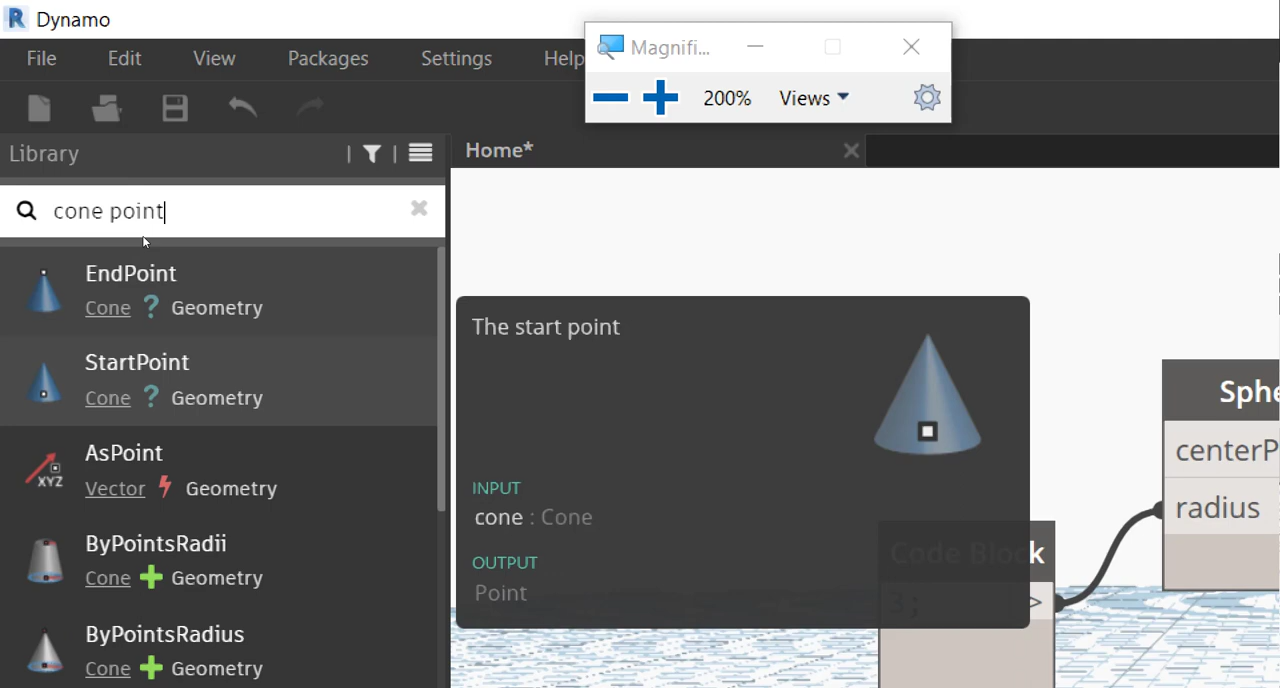 Dynamo
File Edit View Packages Settings Help
Magnifi...
200% Views
Library
Home*
cone point
EndPoint
Cone ? Geometry
StartPoint
Cone ? Geometry
AsPoint
Vector Geometry
XYZ
ByPointsRadii
Cone + Geometry
ByPointsRadius
Cone + Geometry
The start point
INPUT
cone : Cone
OUTPUT
Point
Code Block
3;
>
Sphe
centerP
radius